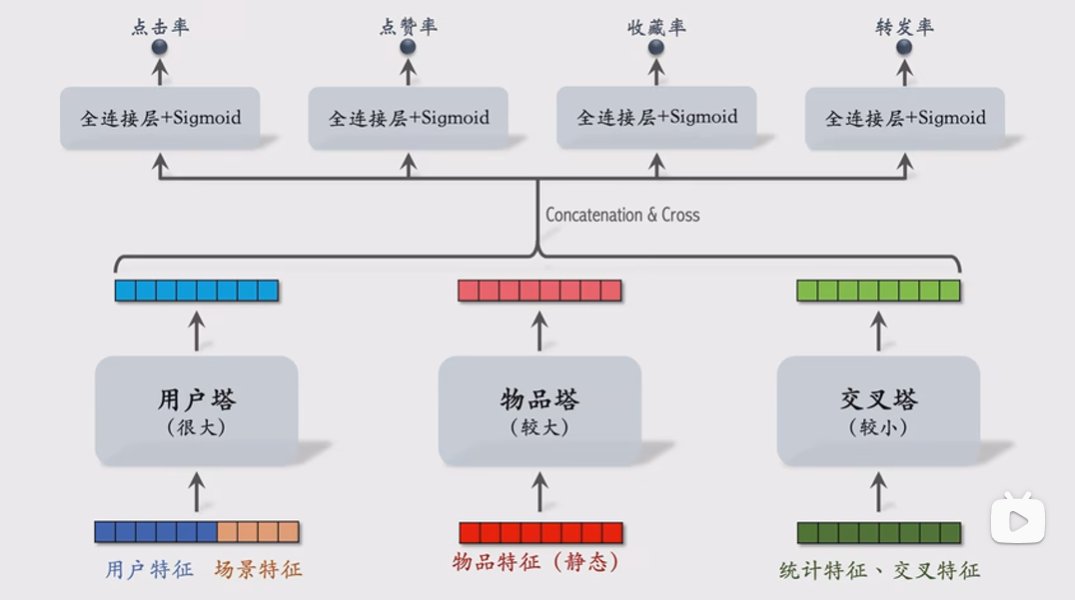 点击率
点赞率
收藏率
转发率
全连接层+Sigmoid
全连接层+Sigmoid
全连接层+Sigmoid
全连接层+Sigmoid
Concatenation & Cross
用户塔
(很大)
物品塔
(较大)
交叉塔
(较小)
用户特征
场景特征
物品特征（静态）
统计特征、交叉特征